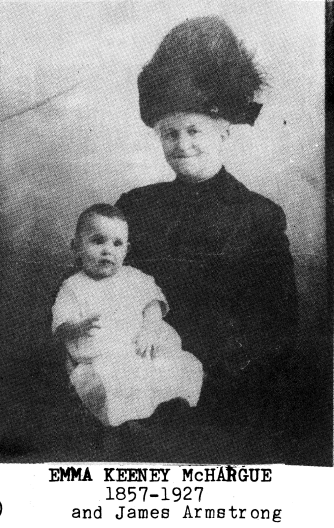 EMMA KEENEY McHARGUE
1857-1927
and James Armstrong